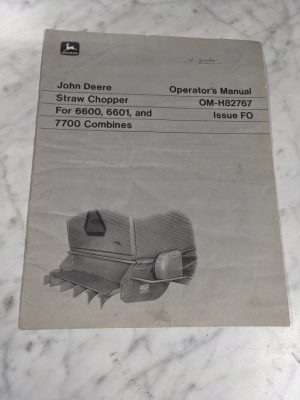 John Deere
Straw Chopper
For 6600, 6601, and
7700 Combines
Operator's Manual
OM-H82767
Issue F0